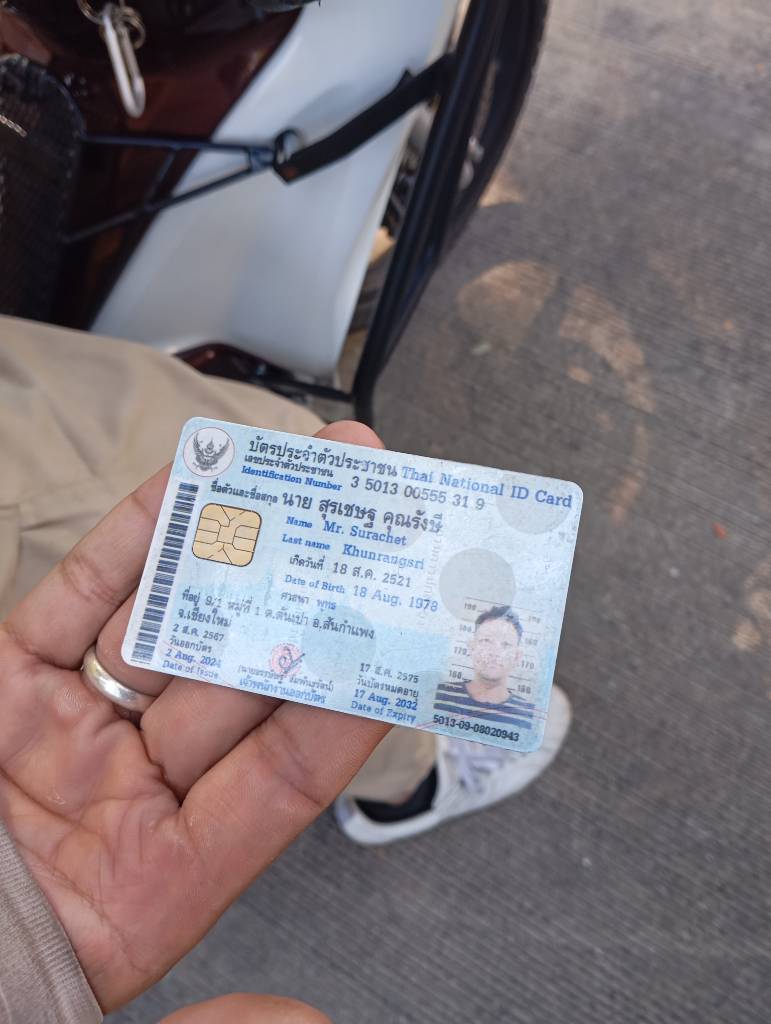 บัตรประจำตัวประชาชน Thai National ID Card
เลขประจำตัวประชาชน
Identification Number 3 5013 00555 31 9
ชื่อตัวและชื่อสกุล นาย สุรเชษฐ คุณรังษี
Name Mr. Surachet
Last name Khunrangsri
เกิดวันที่ 18 ส.ค. 2521
Date of Birth 18 Aug. 1978
ศาสนา พุทธ
ที่อยู่ 9/1 หมู่ที่ 1 ต.ต้นเปา อ.สันกำแพง
จ.เชียงใหม่
2 ส.ค. 2567
วันออกบัตร
2 Aug. 2024
Date of Issue
เจ้าพนักงานออกบัตร
17 ส.ค. 2575
วันบัตรหมดอายุ
17 Aug. 2032
Date of Expiry
190
180
170 170
160 160
5013-09-08020943